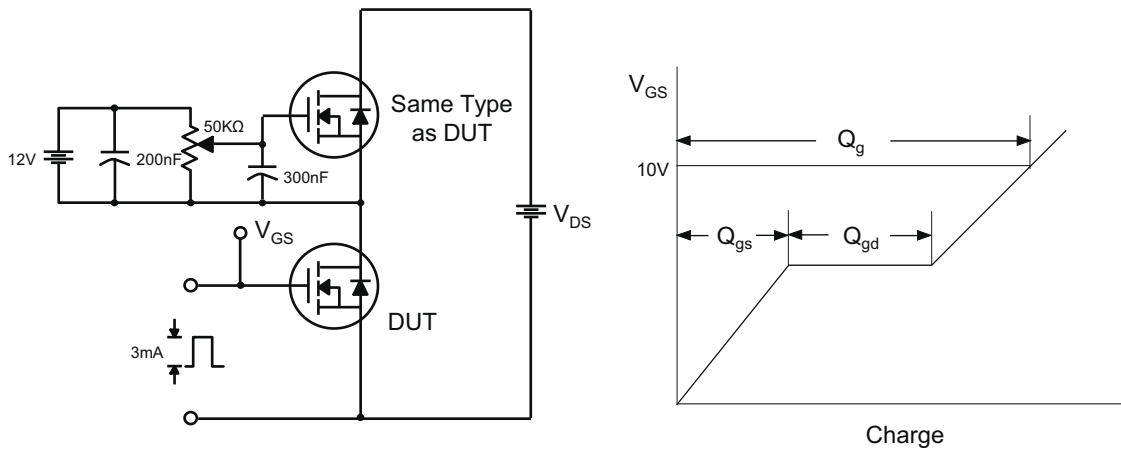 12V
200nF
50KΩ
300nF
Same Type
as DUT
V_DS
V_GS
DUT
3mA
V_GS
10V
Q_g
Q_gs
Q_gd
Charge